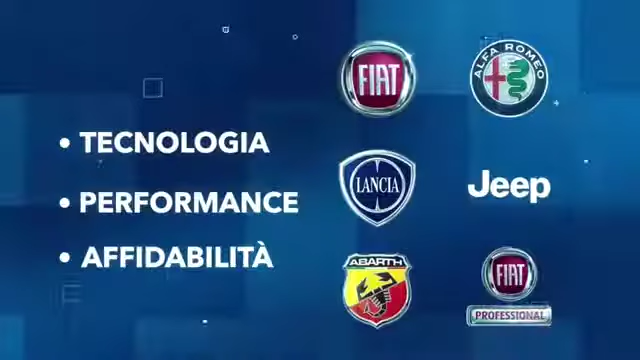 • TECNOLOGIA
• PERFORMANCE
• AFFIDABILITÀ
FIAT
ALFA ROMEO
LANCIA
Jeep
ABARTH
FIAT
PROFESSIONAL